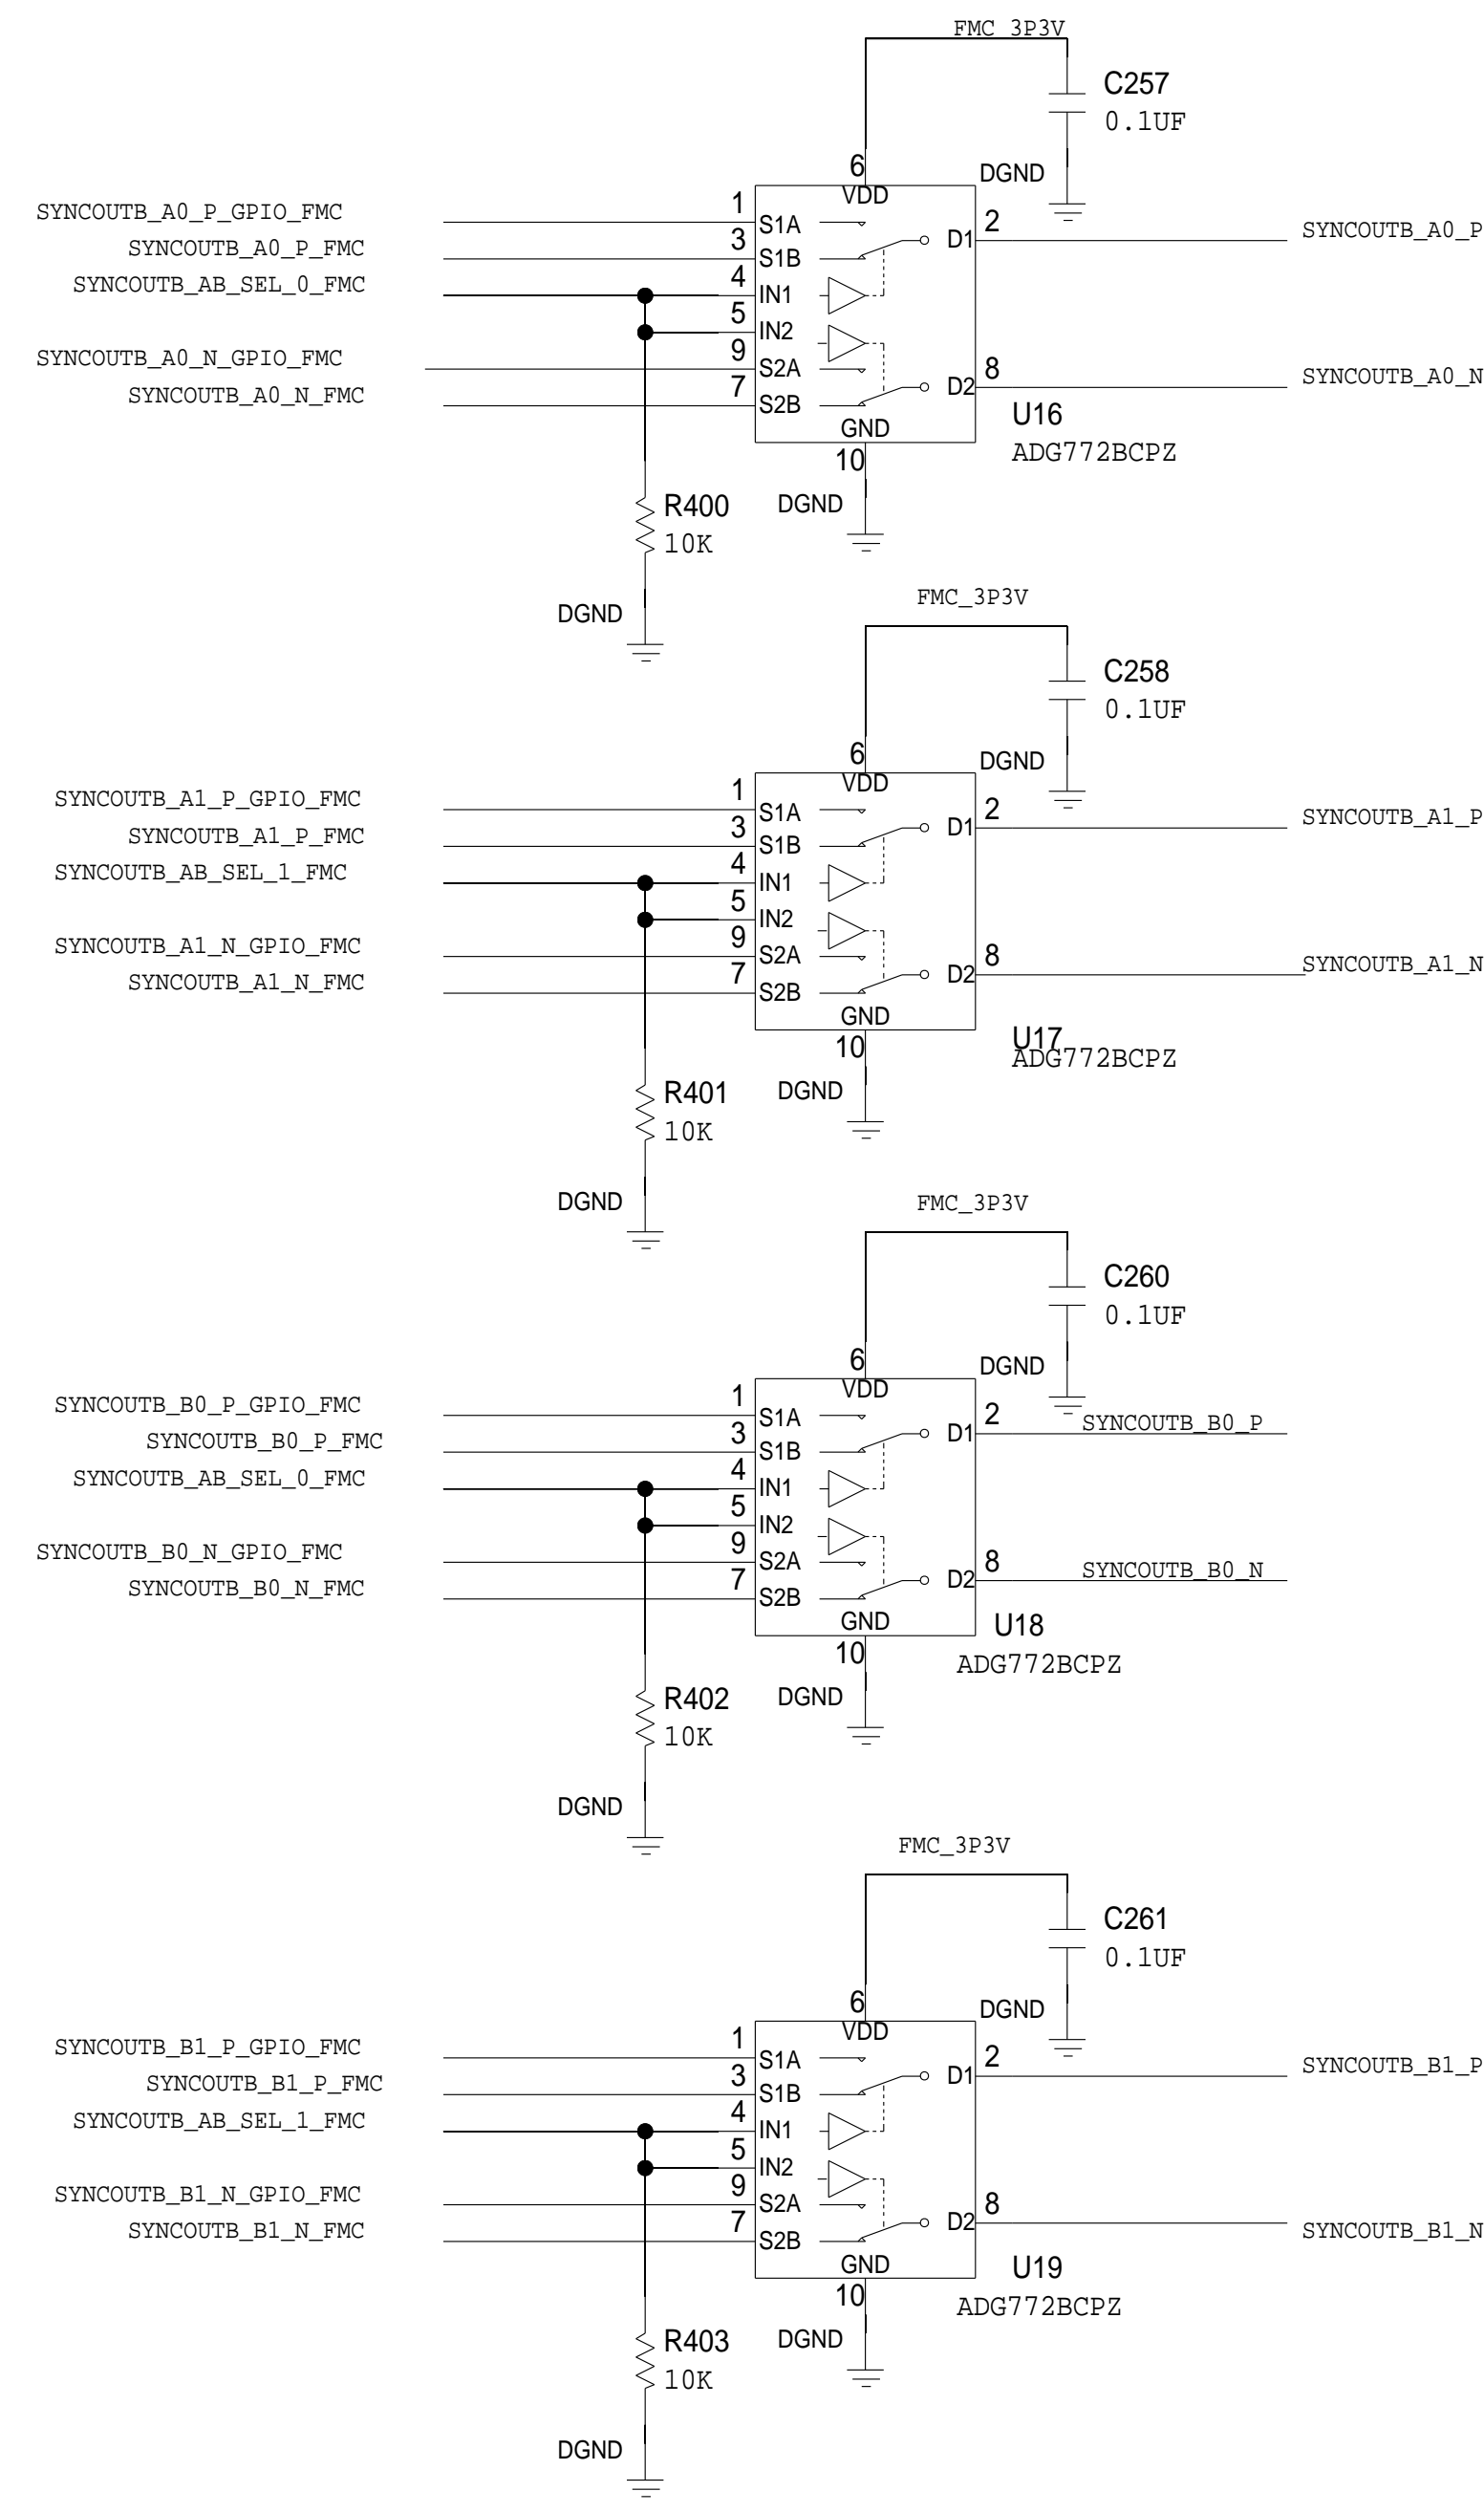 FMC_3P3V
C257
0.1UF
6
DGND
VDD
SYNCOUTB_A0_P_GPIO_FMC 1 S1A
SYNCOUTB_A0_P_FMC 3 S1B D1 2 SYNCOUTB_A0_P
SYNCOUTB_AB_SEL_0_FMC 4 IN1
5 IN2
SYNCOUTB_A0_N_GPIO_FMC 9 S2A
SYNCOUTB_A0_N_FMC 7 S2B D2 8 SYNCOUTB_A0_N
GND
U16
10
ADG772BCPZ
R400
DGND
10K
DGND
FMC_3P3V
C258
0.1UF
6
DGND
VDD
SYNCOUTB_A1_P_GPIO_FMC 1 S1A
SYNCOUTB_A1_P_FMC 3 S1B D1 2 SYNCOUTB_A1_P
SYNCOUTB_AB_SEL_1_FMC 4 IN1
5 IN2
SYNCOUTB_A1_N_GPIO_FMC 9 S2A
SYNCOUTB_A1_N_FMC 7 S2B D2 8 SYNCOUTB_A1_N
GND
U17
10
ADG772BCPZ
R401
DGND
10K
DGND
FMC_3P3V
C260
0.1UF
6
DGND
VDD
SYNCOUTB_B0_P_GPIO_FMC 1 S1A
SYNCOUTB_B0_P_FMC 3 S1B D1 2 SYNCOUTB_B0_P
SYNCOUTB_AB_SEL_0_FMC 4 IN1
5 IN2
SYNCOUTB_B0_N_GPIO_FMC 9 S2A
SYNCOUTB_B0_N_FMC 7 S2B D2 8 SYNCOUTB_B0_N
GND
U18
10
ADG772BCPZ
R402
DGND
10K
DGND
FMC_3P3V
C261
0.1UF
6
DGND
VDD
SYNCOUTB_B1_P_GPIO_FMC 1 S1A
SYNCOUTB_B1_P_FMC 3 S1B D1 2 SYNCOUTB_B1_P
SYNCOUTB_AB_SEL_1_FMC 4 IN1
5 IN2
SYNCOUTB_B1_N_GPIO_FMC 9 S2A
SYNCOUTB_B1_N_FMC 7 S2B D2 8 SYNCOUTB_B1_N
GND
U19
10
ADG772BCPZ
R403
DGND
10K
DGND